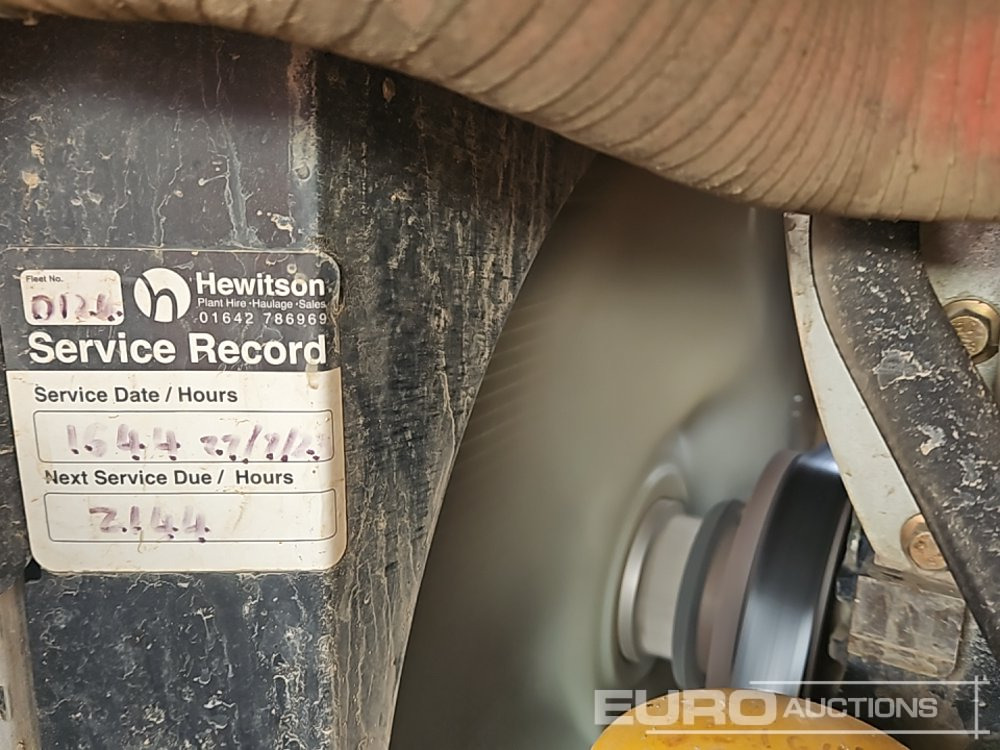 Fleet No.
Hewitson
Plant Hire • Haulage • Sales
01642 786969
Service Record
Service Date / Hours
1644
Next Service Due / Hours
2144
EURO AUCTIONS